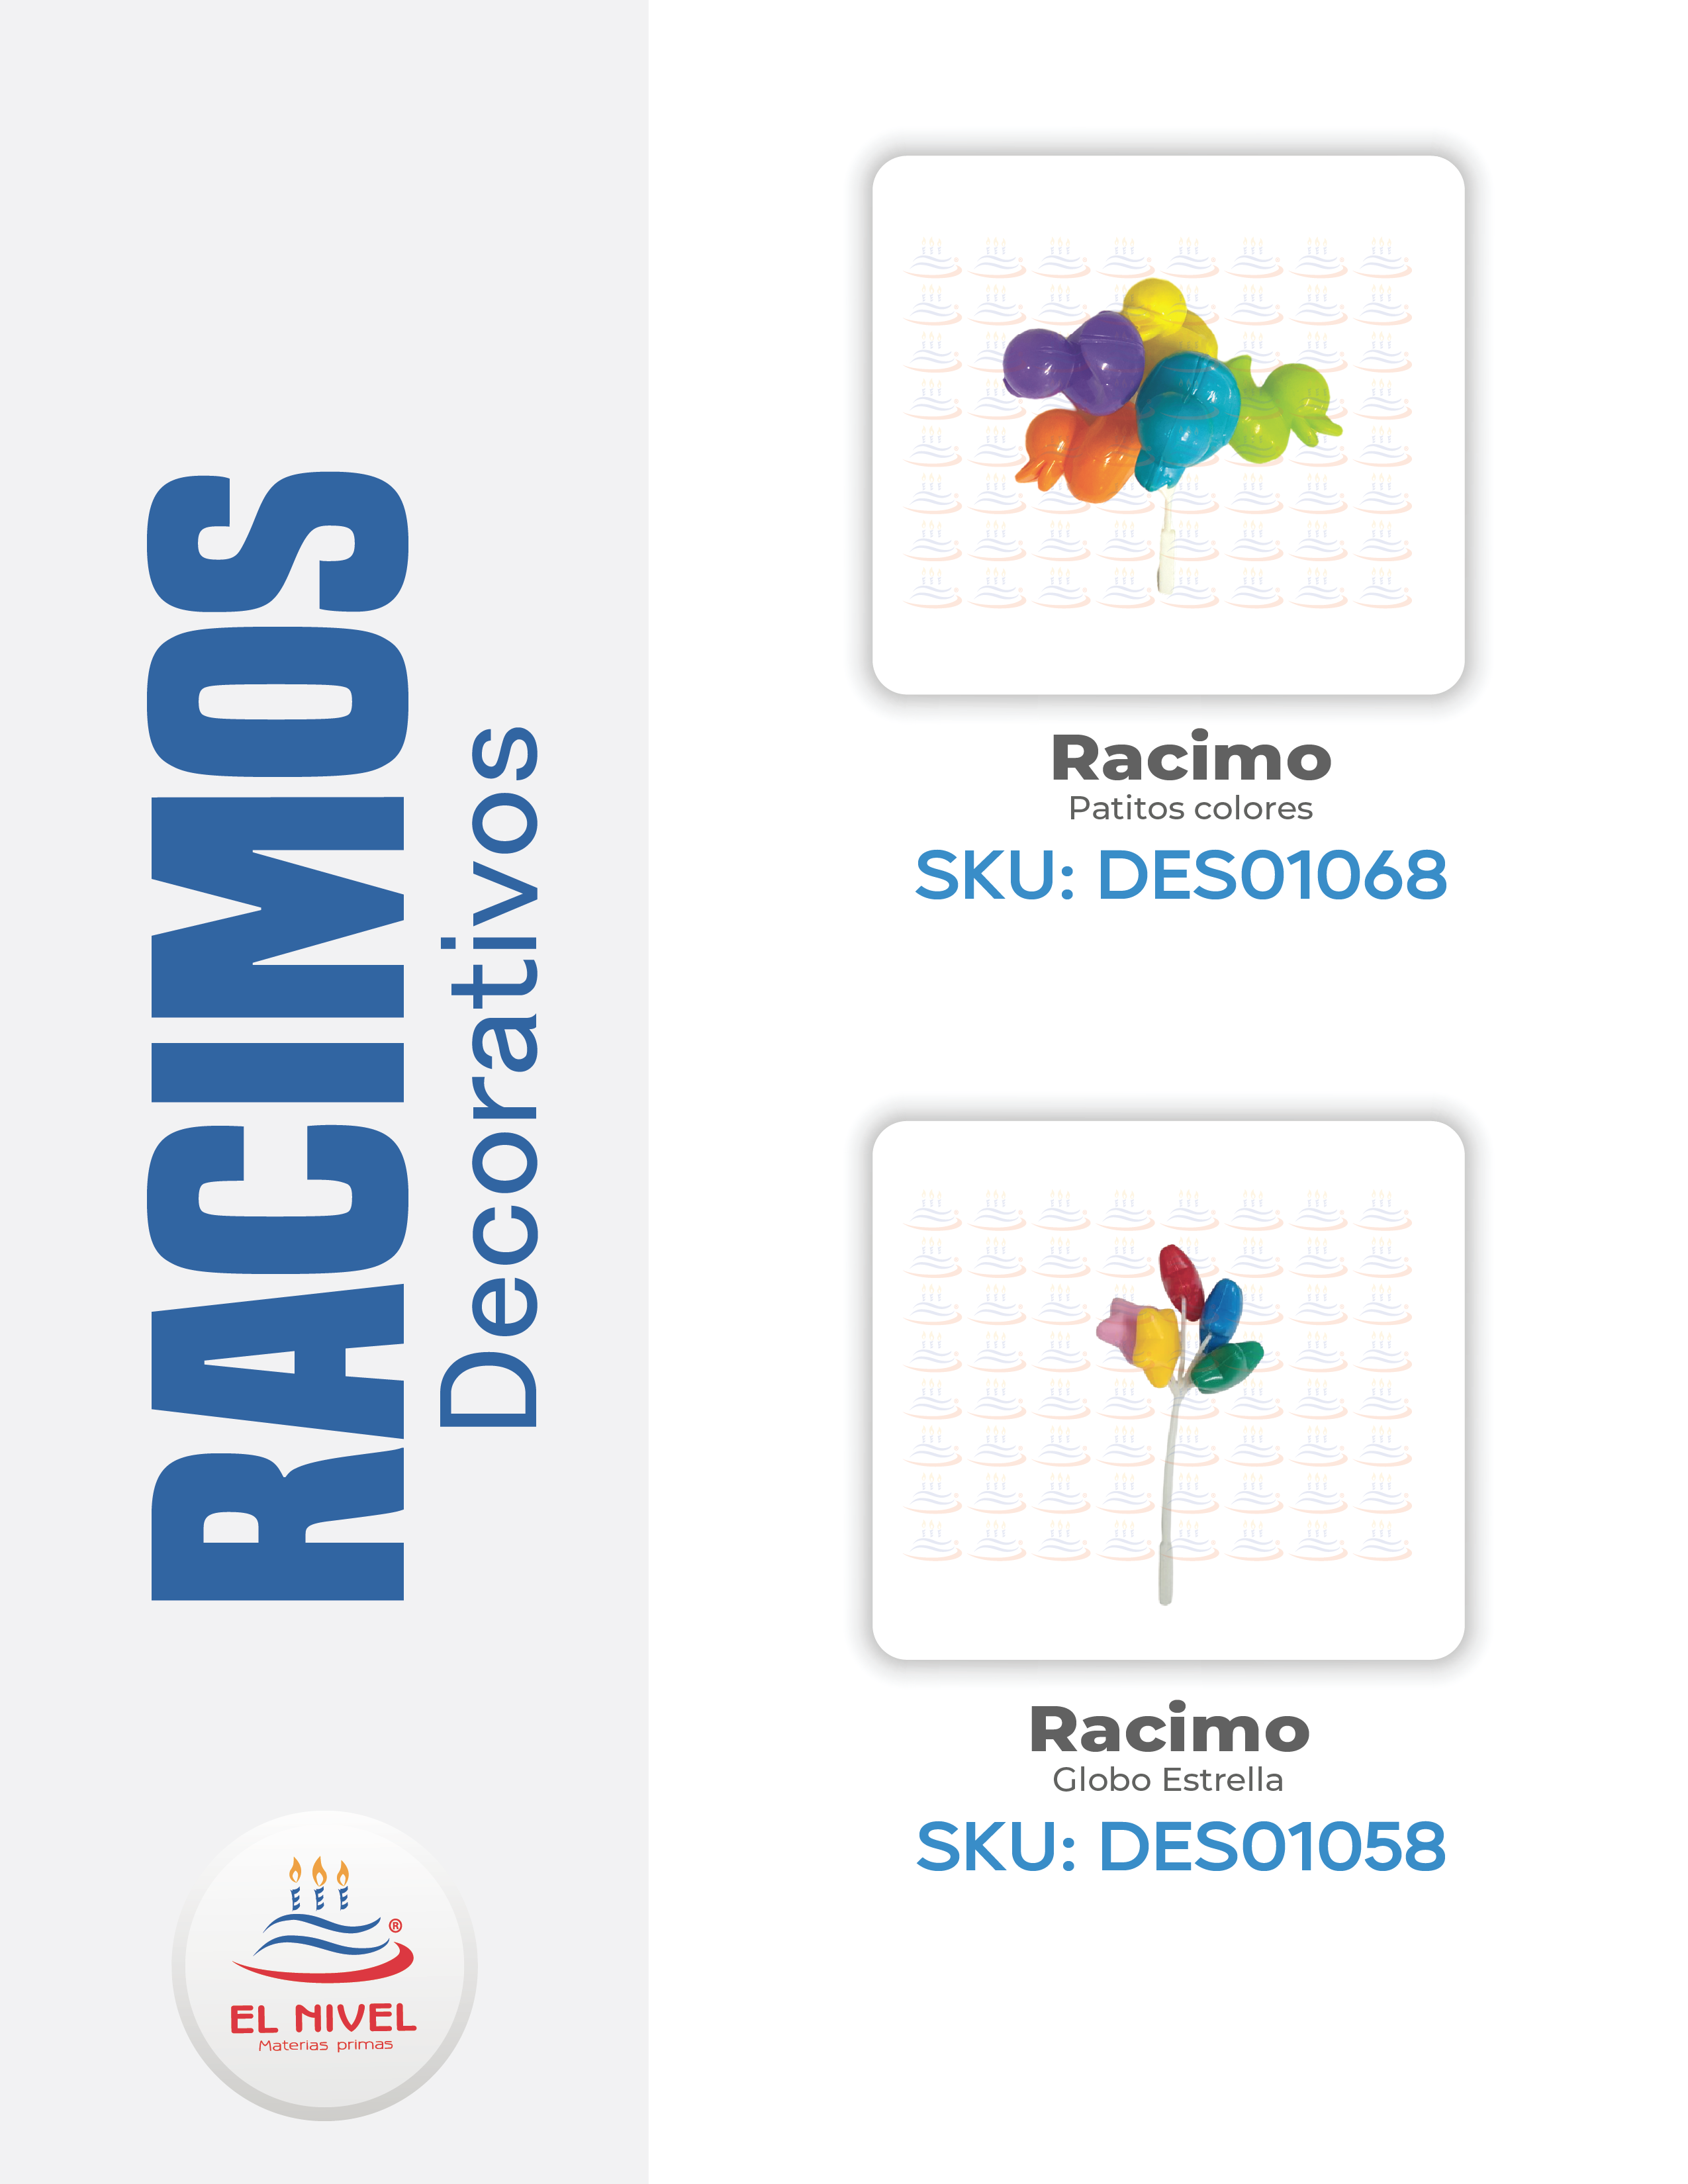 RACIMOS
Decorativos
Racimo
Patitos colores
SKU: DES01068
Racimo
Globo Estrella
SKU: DES01058
®
EL NIVEL
Materias primas